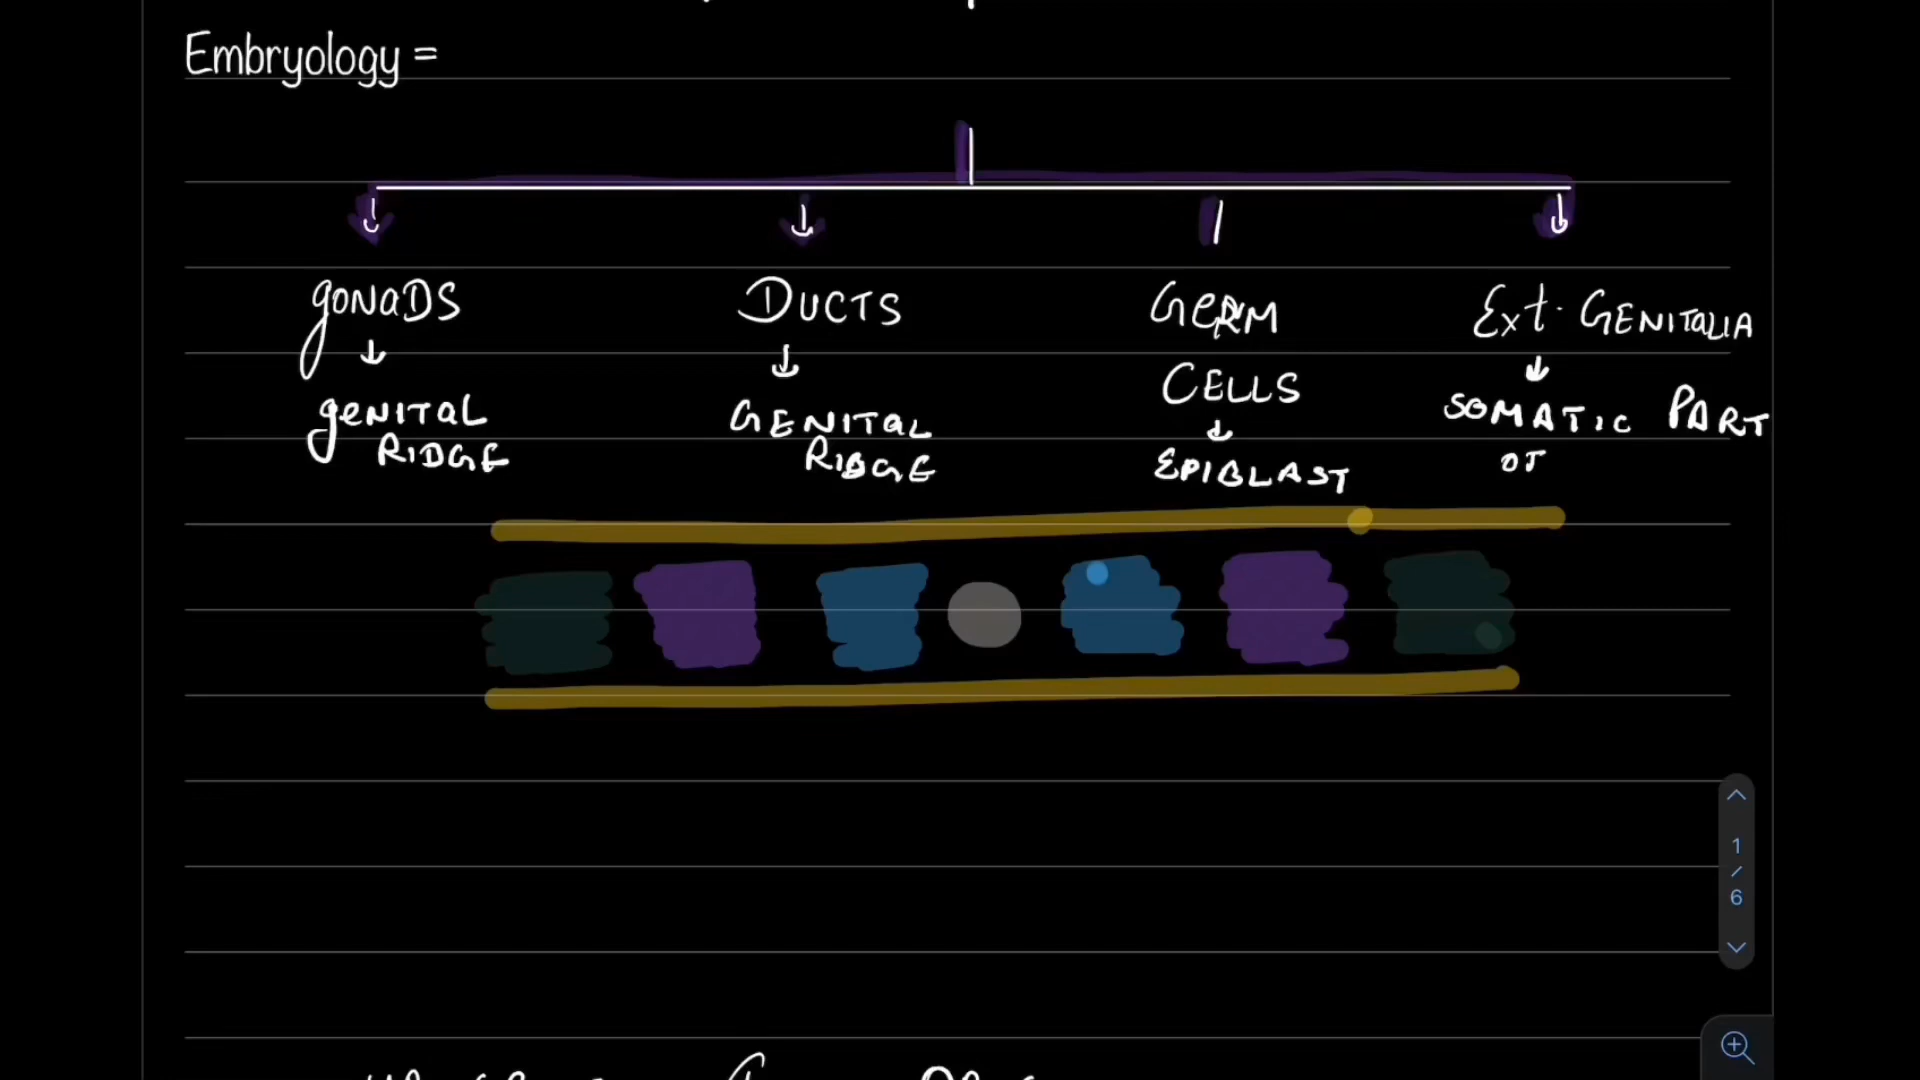 Embryology =
gONaDS DUCTS GERM Ext. GENITALIA
CELLS
gENITaL RIDGE GENITaL RIDGE EPIBLAST SOMATIC PART
OF
1
/
6